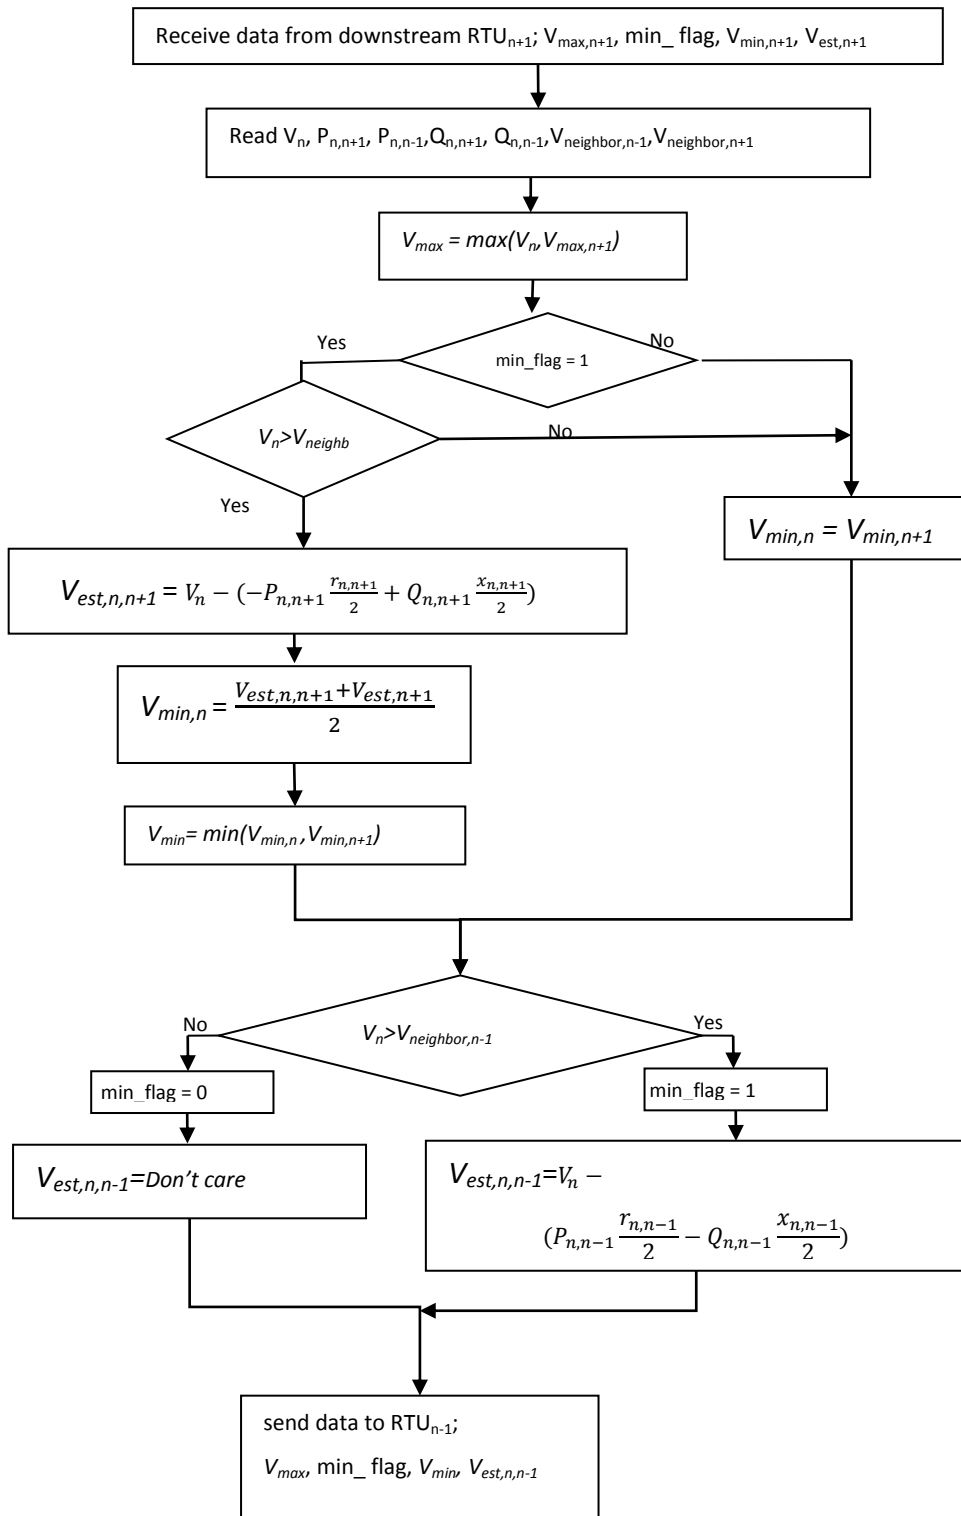 Receive data from downstream RTUn+1; Vmax,n+1, min_ flag, Vmin,n+1, Vest,n+1
Read Vn, Pn,n+1, Pn,n-1,Qn,n+1, Qn,n-1,Vneighbor,n-1,Vneighbor,n+1
Vmax = max(Vn,Vmax,n+1)
Yes
No
min_flag = 1
Vn>Vneighb
No
Yes
Vmin,n = Vmin,n+1
Vest,n,n+1 = Vn − (−Pn,n+1 rn,n+1/2 + Qn,n+1 xn,n+1/2)
Vmin,n = Vest,n,n+1+Vest,n+1/2
Vmin= min(Vmin,n ,Vmin,n+1)
No
Yes
Vn>Vneighbor,n-1
min_flag = 0
min_flag = 1
Vest,n,n-1=Don't care
Vest,n,n-1=Vn −
(Pn,n−1 rn,n−1/2 − Qn,n−1 xn,n−1/2)
send data to RTUn-1;
Vmax, min_ flag, Vmin, Vest,n,n-1